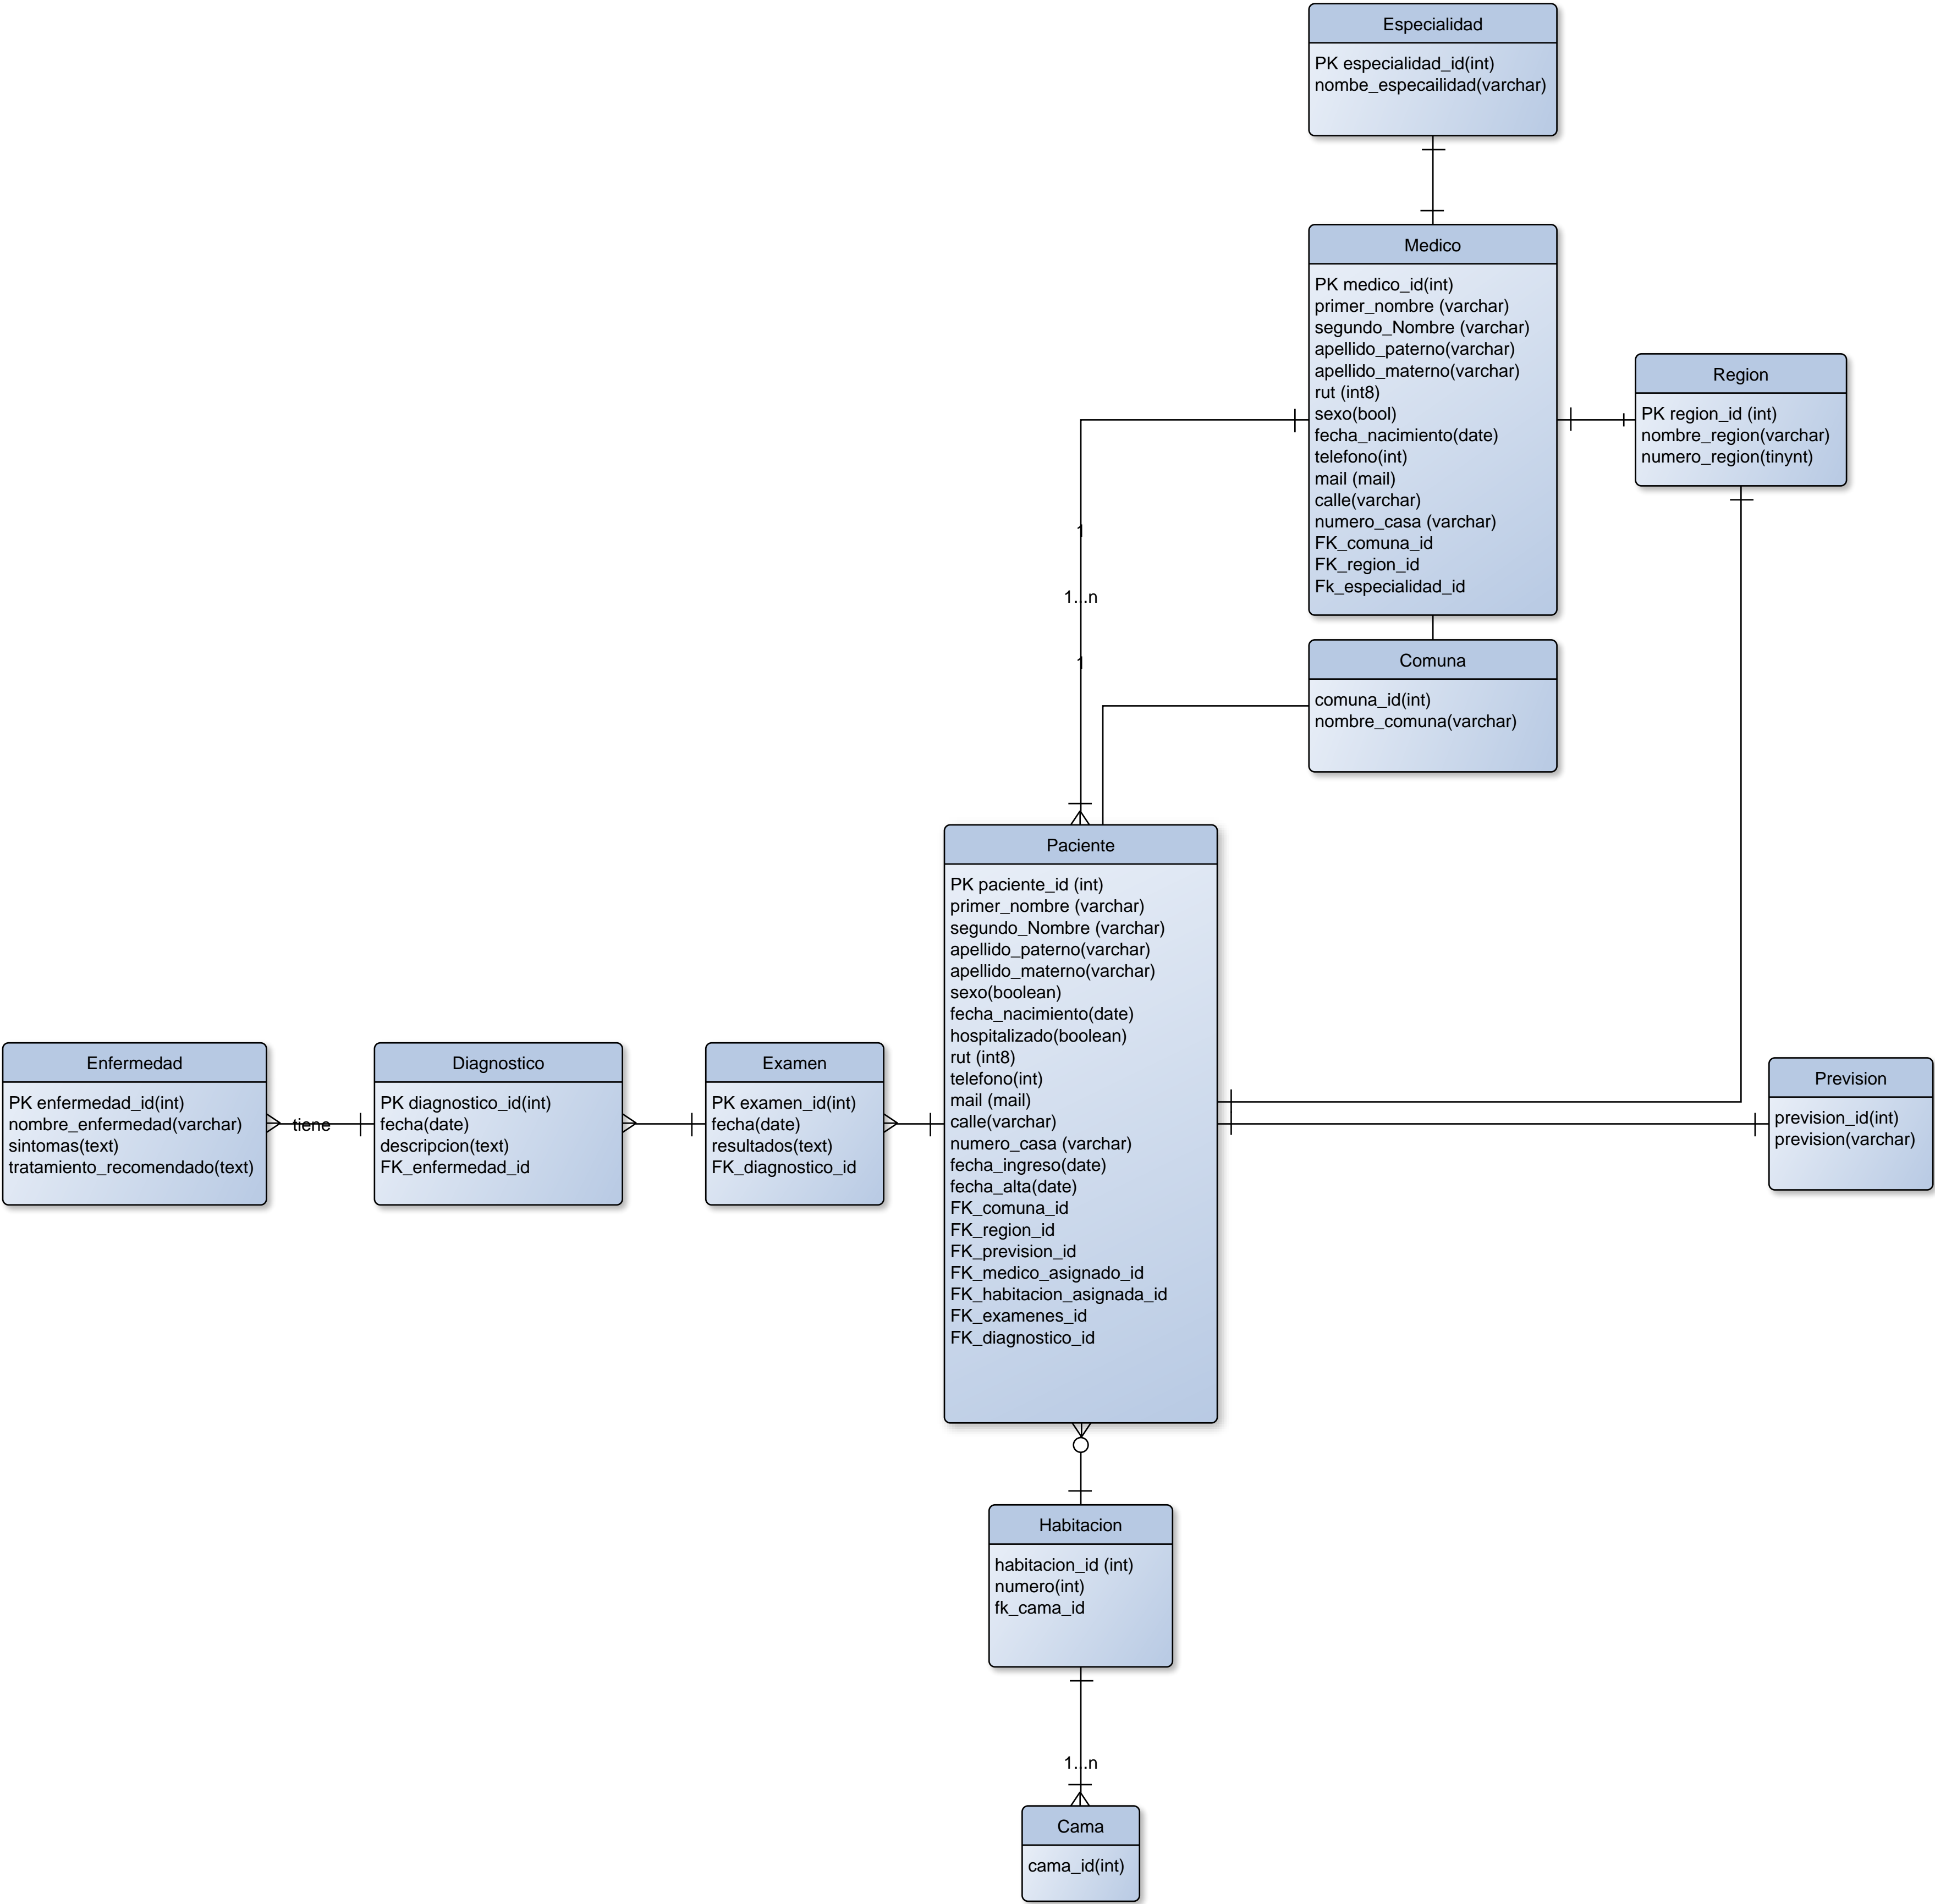 Especialidad
PK especialidad_id(int)
nombe_especailidad(varchar)
Medico
PK medico_id(int)
primer_nombre (varchar)
segundo_Nombre (varchar)
apellido_paterno(varchar)
apellido_materno(varchar)
rut (int8)
sexo(bool)
fecha_nacimiento(date)
telefono(int)
mail (mail)
calle(varchar)
numero_casa (varchar)
FK_comuna_id
FK_region_id
Fk_especialidad_id
Region
PK region_id (int)
nombre_region(varchar)
numero_region(tinynt)
1
1...n
1
Comuna
comuna_id(int)
nombre_comuna(varchar)
Paciente
PK paciente_id (int)
primer_nombre (varchar)
segundo_Nombre (varchar)
apellido_paterno(varchar)
apellido_materno(varchar)
sexo(boolean)
fecha_nacimiento(date)
hospitalizado(boolean)
rut (int8)
telefono(int)
mail (mail)
calle(varchar)
numero_casa (varchar)
fecha_ingreso(date)
fecha_alta(date)
FK_comuna_id
FK_region_id
FK_prevision_id
FK_medico_asignado_id
FK_habitacion_asignada_id
FK_examenes_id
FK_diagnostico_id
Enfermedad
PK enfermedad_id(int)
nombre_enfermedad(varchar)
sintomas(text)
tratamiento_recomendado(text)
tiene
Diagnostico
PK diagnostico_id(int)
fecha(date)
descripcion(text)
FK_enfermedad_id
Examen
PK examen_id(int)
fecha(date)
resultados(text)
FK_diagnostico_id
Prevision
prevision_id(int)
prevision(varchar)
Habitacion
habitacion_id (int)
numero(int)
fk_cama_id
1...n
Cama
cama_id(int)